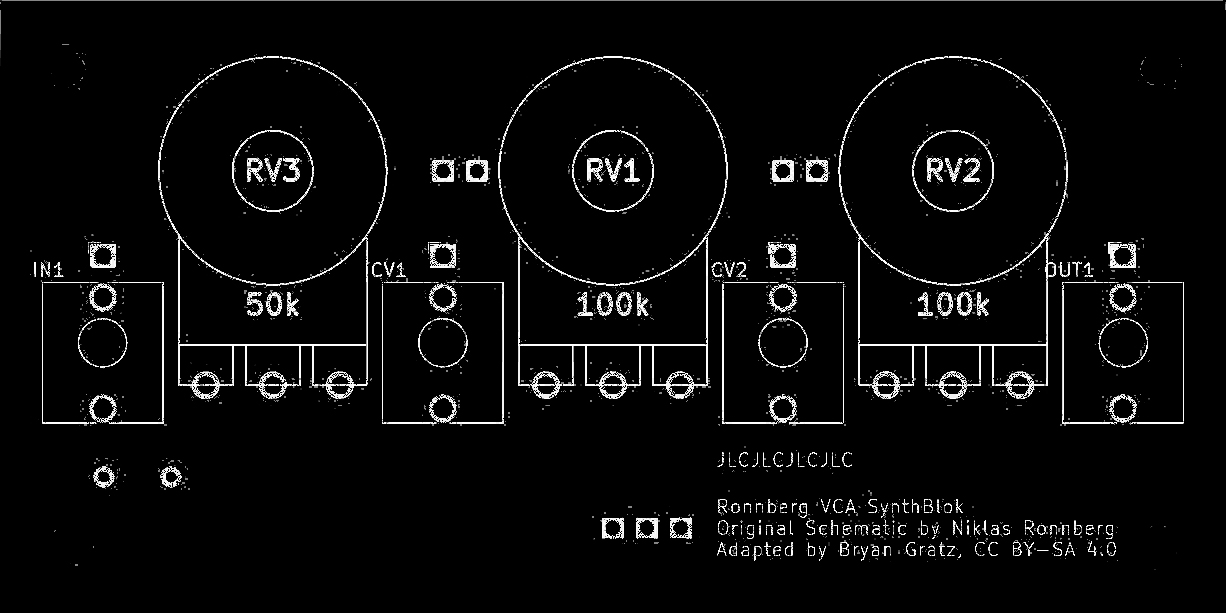 RV3
RV1
RV2
IN1
CV1
CV2
OUT1
50k
100k
100k
JLCJLCJLCJLC
Ronnberg VCA SynthBlok
Original Schematic by Niklas Ronnberg
Adapted by Bryan Gratz, CC BY-SA 4.0